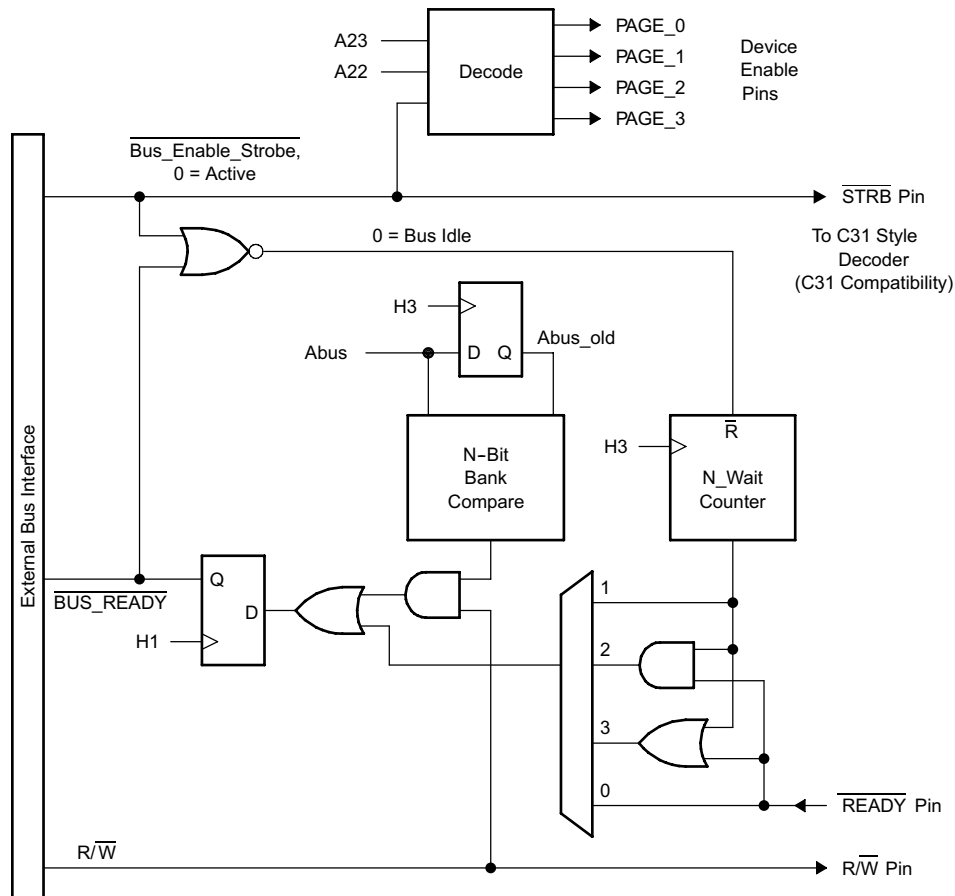 PAGE_0
A23
PAGE_1
Device
Enable
Pins
A22
Decode
PAGE_2
PAGE_3
Bus_Enable_Strobe,
0 = Active
STRB Pin
0 = Bus Idle
To C31 Style
Decoder
(C31 Compatibility)
H3
Abus
D Q
Abus_old
N-Bit
Bank
Compare
H3
R
N_Wait
Counter
External Bus Interface
BUS_READY
Q
D
H1
1
2
3
0
READY Pin
R/W
R/W Pin